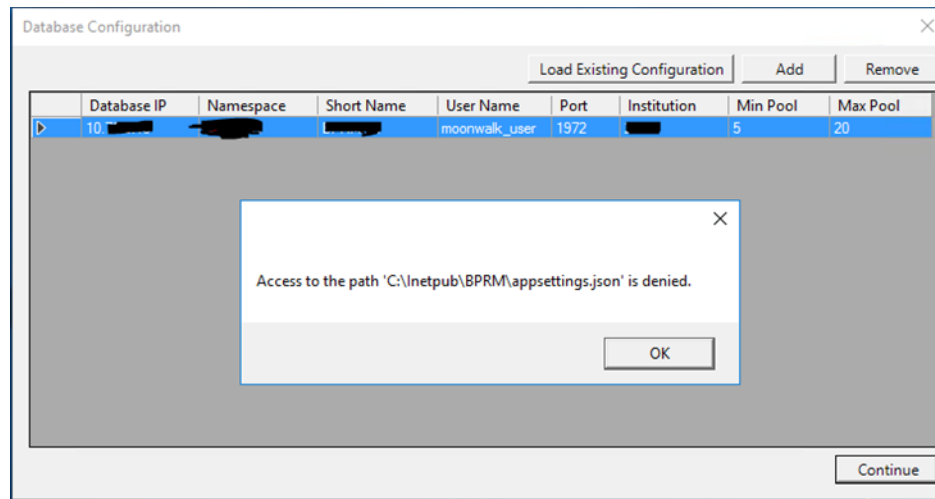 Database Configuration
Load Existing Configuration Add Remove
Database IP Namespace Short Name User Name Port Institution Min Pool Max Pool
10. moonwalk_user 1972 5 20
Access to the path 'C:\Inetpub\BPRM\appsettings.json' is denied.
OK
Continue